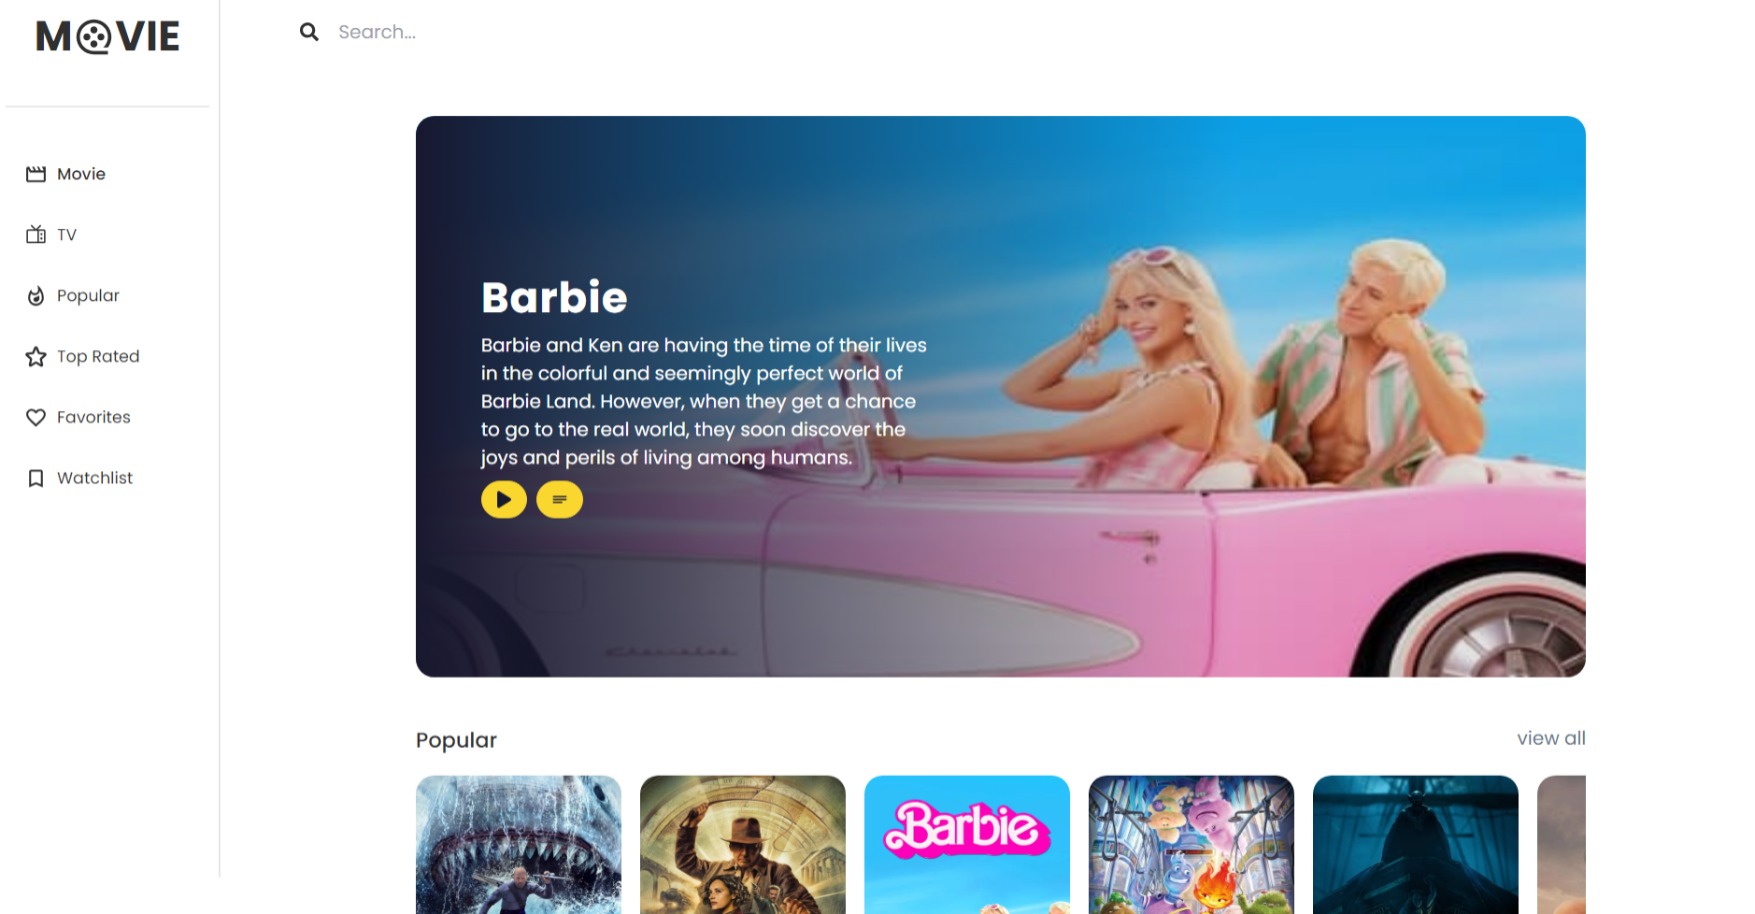 MOVIE
Search...
Movie
TV
Popular
Top Rated
Favorites
Watchlist
Barbie
Barbie and Ken are having the time of their lives
in the colorful and seemingly perfect world of
Barbie Land. However, when they get a chance
to go to the real world, they soon discover the
joys and perils of living among humans.
Chevrolet
Popular
view all
Barbie